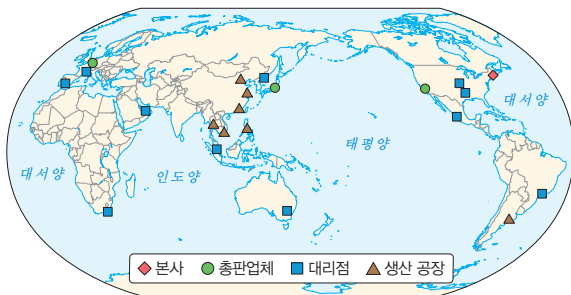 대서양
태평양
대서양
인도양
본사 총판업체 대리점 생산 공장